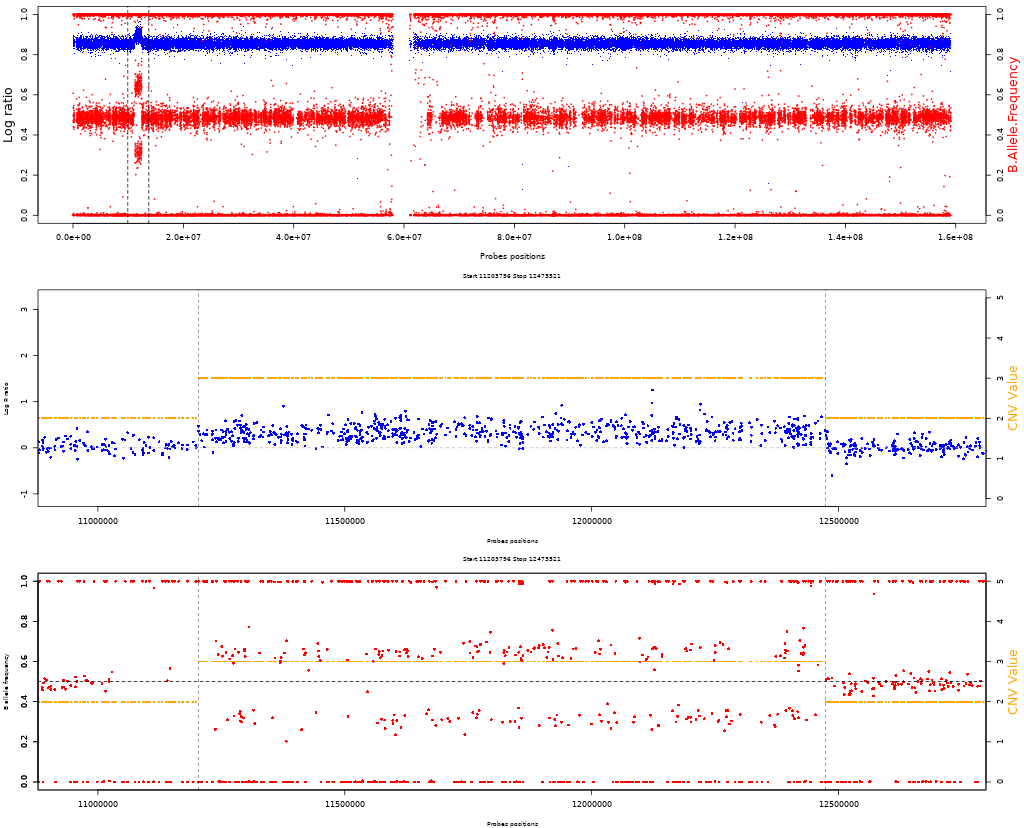 Log ratio
0.0 0.2 0.4 0.6 0.8 1.0
0.0 0.2 0.4 0.6 0.8 1.0
B.Allele.Frequency
0.0e+00 2.0e+07 4.0e+07 6.0e+07 8.0e+07 1.0e+08 1.2e+08 1.4e+08 1.6e+08
Probes positions
Start 11203796 Stop 12473521
Log R ratio
-1 0 1 2 3
0 1 2 3 4 5
CNV Value
11000000 11500000 12000000 12500000
Probes positions
Start 11203796 Stop 12473521
B allele frequency
0.0 0.2 0.4 0.6 0.8 1.0
0 1 2 3 4 5
CNV Value
11000000 11500000 12000000 12500000
Probes positions